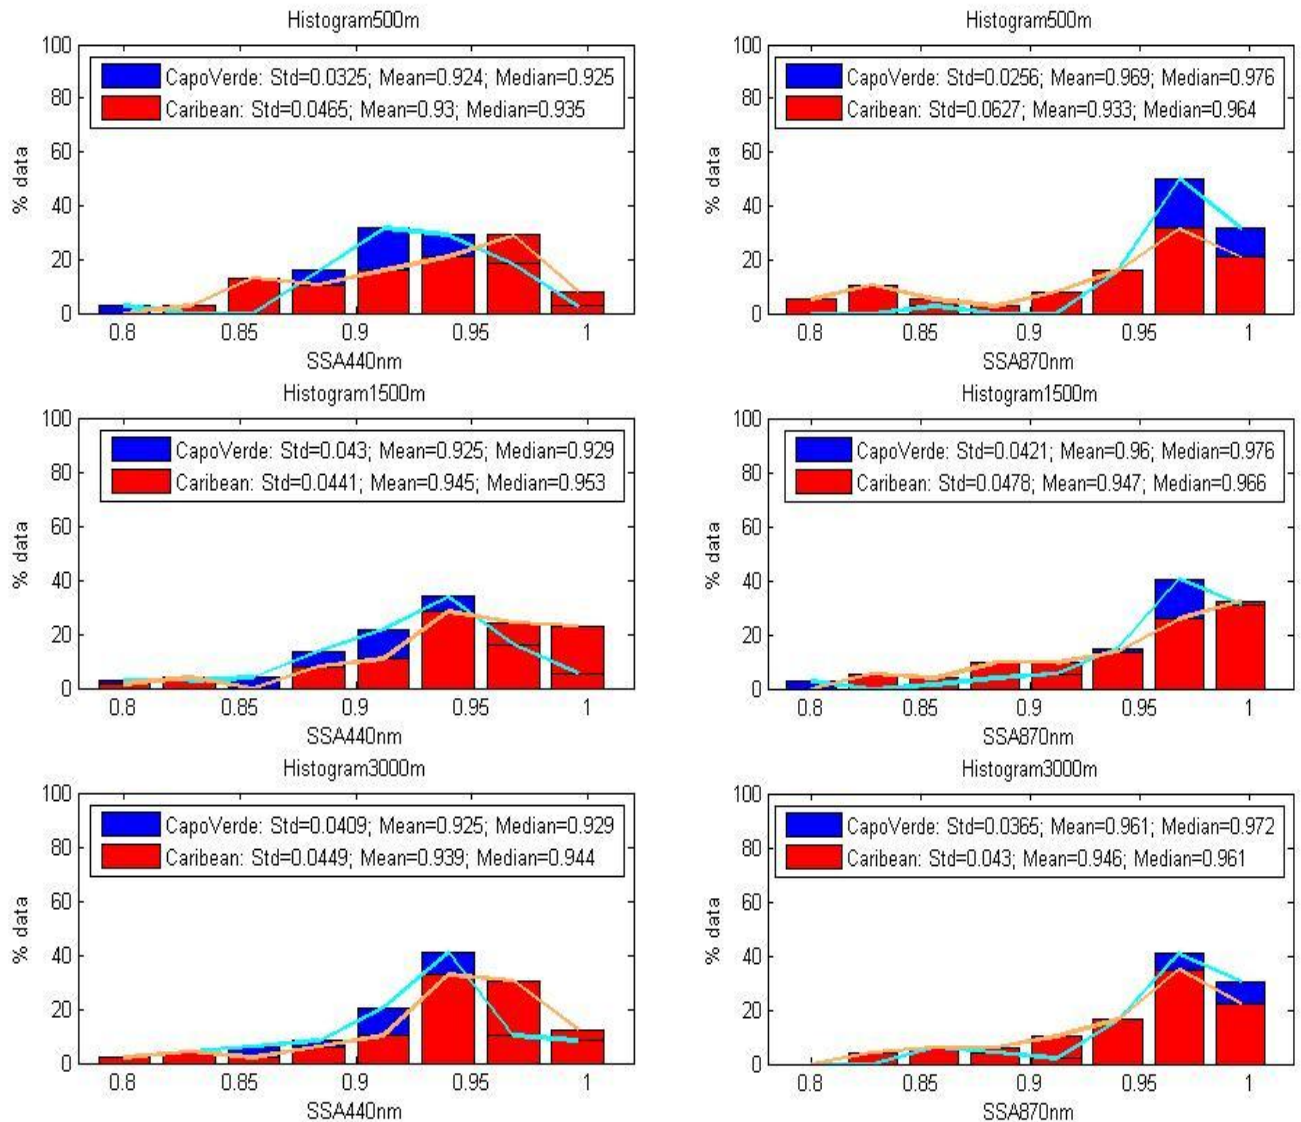 Histogram500m
100
80
60
40
20
0
% data
CapoVerde: Std=0.0325; Mean=0.924; Median=0.925
Caribean: Std=0.0465; Mean=0.93; Median=0.935
0.8 0.85 0.9 0.95 1
SSA440nm
Histogram500m
100
80
60
40
20
0
% data
CapoVerde: Std=0.0256; Mean=0.969; Median=0.976
Caribean: Std=0.0627; Mean=0.933; Median=0.964
0.8 0.85 0.9 0.95 1
SSA870nm
Histogram1500m
100
80
60
40
20
0
% data
CapoVerde: Std=0.043; Mean=0.925; Median=0.929
Caribean: Std=0.0441; Mean=0.945; Median=0.953
0.8 0.85 0.9 0.95 1
SSA440nm
Histogram1500m
100
80
60
40
20
0
% data
CapoVerde: Std=0.0421; Mean=0.96; Median=0.976
Caribean: Std=0.0478; Mean=0.947; Median=0.966
0.8 0.85 0.9 0.95 1
SSA870nm
Histogram3000m
100
80
60
40
20
0
% data
CapoVerde: Std=0.0409; Mean=0.925; Median=0.929
Caribean: Std=0.0449; Mean=0.939; Median=0.944
0.8 0.85 0.9 0.95 1
SSA440nm
Histogram3000m
100
80
60
40
20
0
% data
CapoVerde: Std=0.0365; Mean=0.961; Median=0.972
Caribean: Std=0.043; Mean=0.946; Median=0.961
0.8 0.85 0.9 0.95 1
SSA870nm